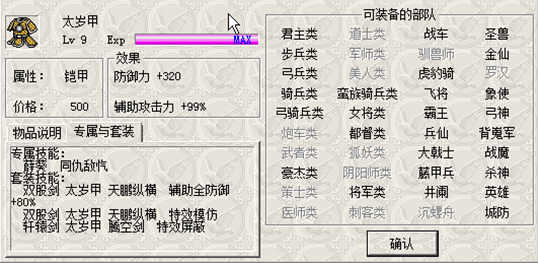 太岁甲
Lv 9 Exp MAX
属性： 铠甲
价格： 500
效果
防御力 +320
辅助攻击力 +99%
物品说明 专属与套装
专属技能：
薛蓼 同仇敌忾
套装技能：
双股剑 太岁甲 天鹏纵横 辅助全防御
+80%
双股剑 太岁甲 天鹏纵横 特效模仿
轩辕剑 太岁甲 腾空剑 特效屏蔽
可装备的部队
君主类 道士类 战车 圣兽
步兵类 军师类 驯兽师 金仙
弓兵类 美人类 虎豹骑 罗汉
骑兵类 蛮族骑兵类 飞将 象使
弓骑兵类 女将类 霸王 弓神
炮车类 都督类 兵仙 背嵬军
武者类 狐妖类 大戟士 战魔
豪杰类 阴阳师类 藤甲兵 杀神
策士类 将军类 井阑 英雄
医师类 刺客类 沉螺舟 城防
确认